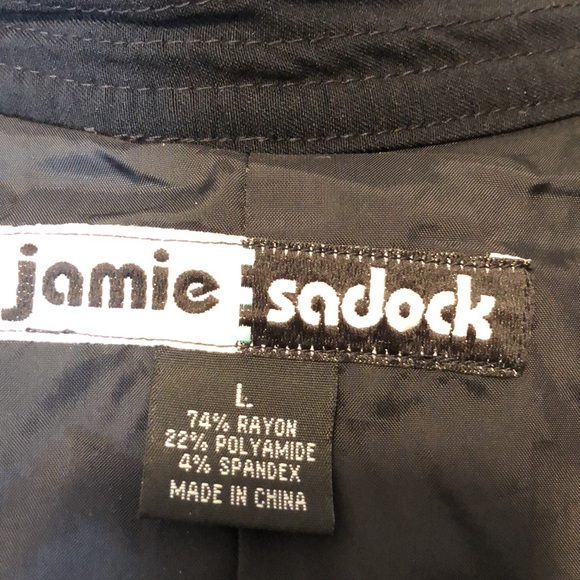 jamie sadock
L
74% RAYON
22% POLYAMIDE
4% SPANDEX
MADE IN CHINA